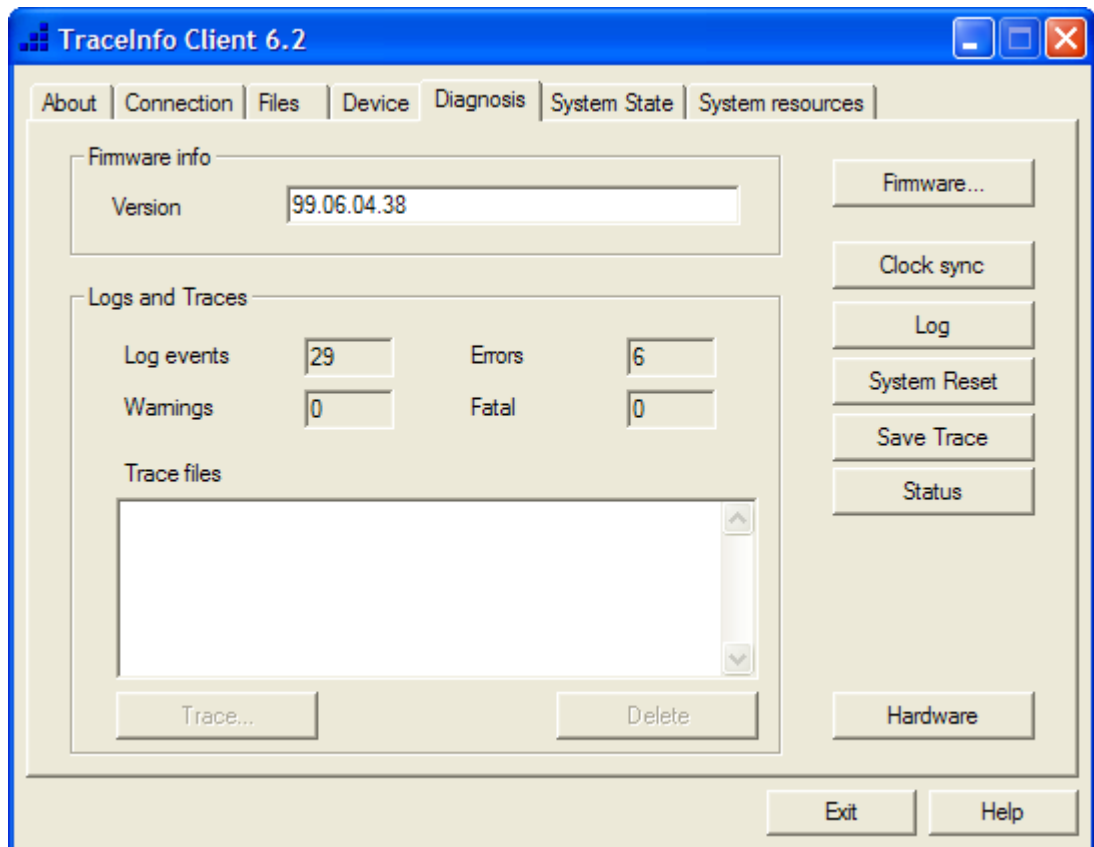 TraceInfo Client 6.2
About Connection Files Device Diagnosis System State System resources
Firmware info
Version 99.06.04.38
Firmware...
Clock sync
Logs and Traces
Log
Log events 29 Errors 6
System Reset
Warnings 0 Fatal 0
Save Trace
Trace files
Status
Trace... Delete Hardware
Exit Help